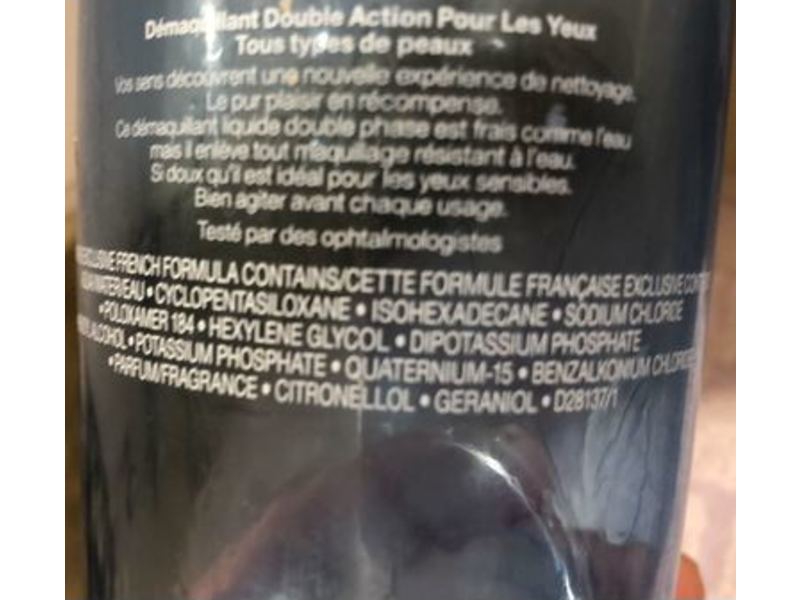 Démaquillant Double Action Pour Les Yeux
Tous types de peaux
Vos sens découvrent une nouvelle expérience de nettoyage.
Le pur plaisir en récompense.
Ce démaquillant liquide double phase est frais comme l'eau
mais il enlève tout maquillage résistant à l'eau.
Si doux qu'il est idéal pour les yeux sensibles.
Bien agiter avant chaque usage.
Testé par des ophtalmologistes
FRENCH FORMULA CONTAINS/CETTE FORMULE FRANÇAISE EXCLUSIVE
WATER/EAU • CYCLOPENTASILOXANE • ISOHEXADECANE • SODIUM CHLORIDE
• POLOXAMER 184 • HEXYLENE GLYCOL • DIPOTASSIUM PHOSPHATE
ALCOHOL • POTASSIUM PHOSPHATE • QUATERNIUM-15 • BENZALKONIUM CHLORIDE
• PARFUM/FRAGRANCE • CITRONELLOL • GERANIOL • D28137/1